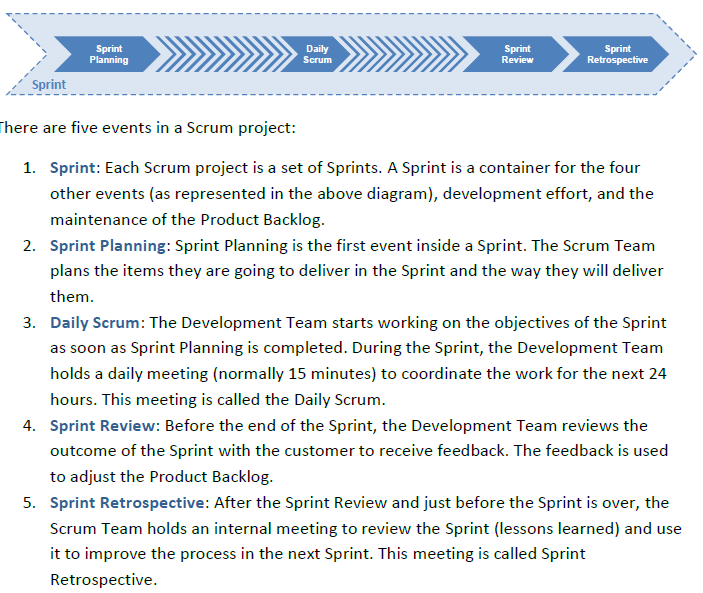 Sprint
Planning
Daily
Scrum
Sprint
Review
Sprint
Retrospective
Sprint
There are five events in a Scrum project:
1. Sprint: Each Scrum project is a set of Sprints. A Sprint is a container for the four
other events (as represented in the above diagram), development effort, and the
maintenance of the Product Backlog.
2. Sprint Planning: Sprint Planning is the first event inside a Sprint. The Scrum Team
plans the items they are going to deliver in the Sprint and the way they will deliver
them.
3. Daily Scrum: The Development Team starts working on the objectives of the Sprint
as soon as Sprint Planning is completed. During the Sprint, the Development Team
holds a daily meeting (normally 15 minutes) to coordinate the work for the next 24
hours. This meeting is called the Daily Scrum.
4. Sprint Review: Before the end of the Sprint, the Development Team reviews the
outcome of the Sprint with the customer to receive feedback. The feedback is used
to adjust the Product Backlog.
5. Sprint Retrospective: After the Sprint Review and just before the Sprint is over, the
Scrum Team holds an internal meeting to review the Sprint (lessons learned) and use
it to improve the process in the next Sprint. This meeting is called Sprint
Retrospective.